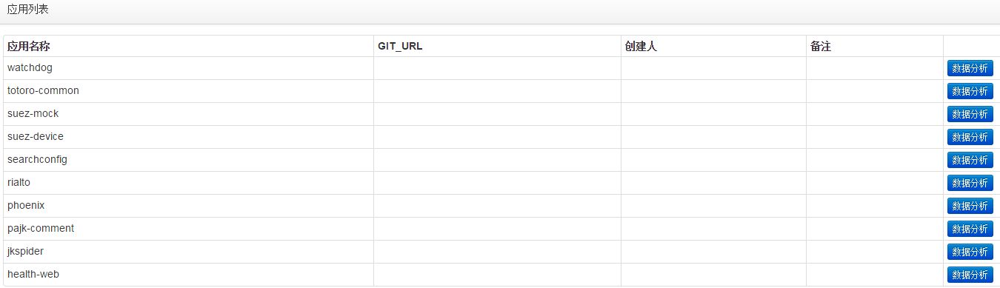 应用列表
应用名称 GIT_URL 创建人 备注
watchdog 数据分析
totoro-common 数据分析
suez-mock 数据分析
suez-device 数据分析
searchconfig 数据分析
rialto 数据分析
phoenix 数据分析
pajk-comment 数据分析
jkspider 数据分析
health-web 数据分析